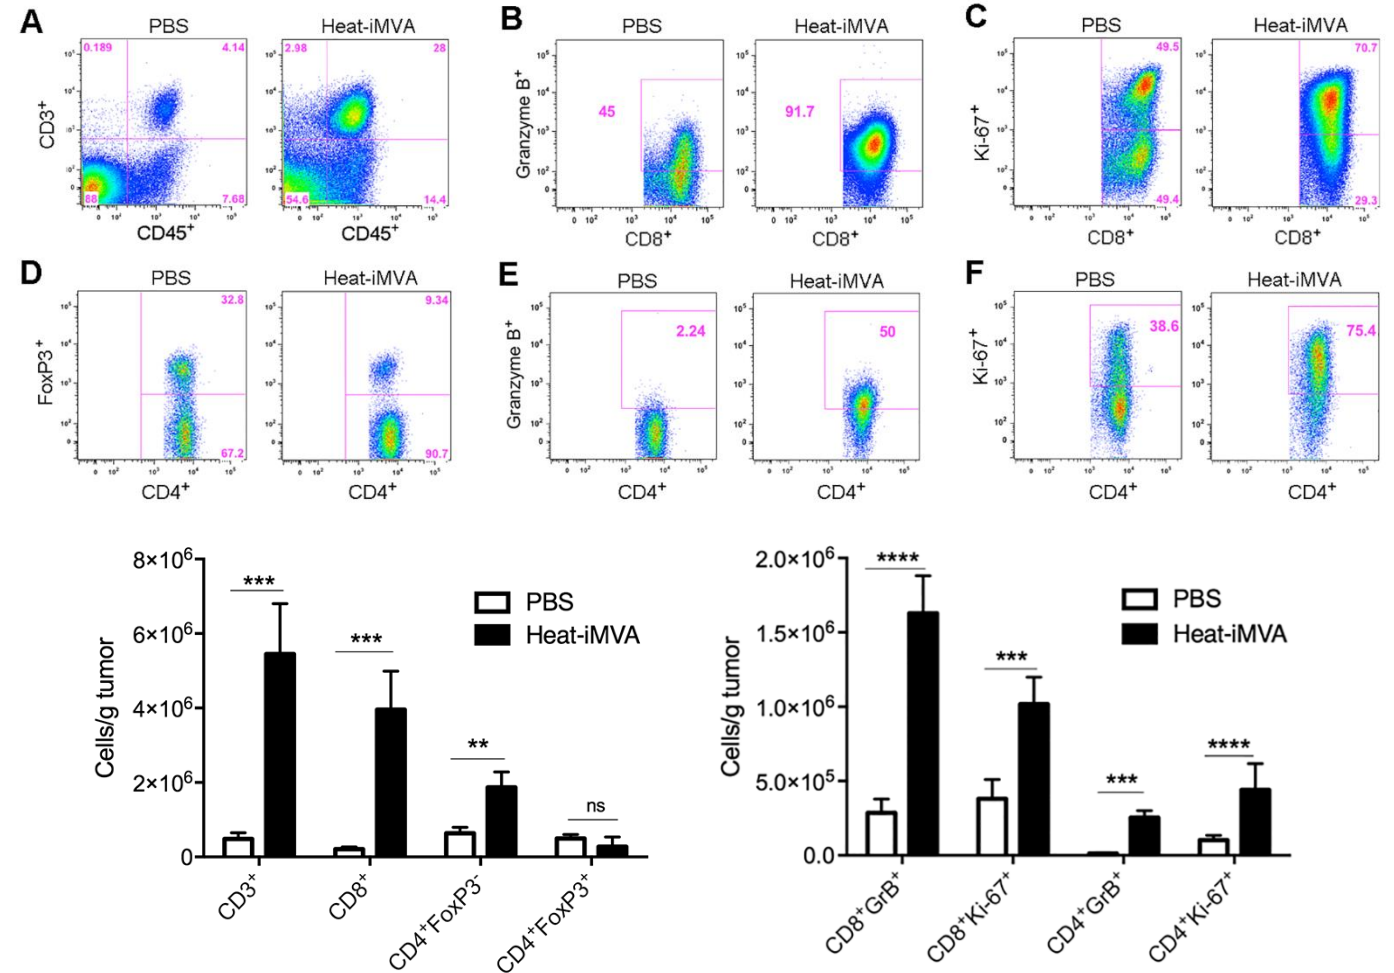 A
PBS
Heat-iMVA
0.189
4.14
2.98
28
88
7.68
54.6
14.4
CD3⁺
CD45⁺
CD45⁺
B
PBS
Heat-iMVA
45
91.7
Granzyme B⁺
CD8⁺
CD8⁺
C
PBS
Heat-iMVA
49.5
70.7
49.4
29.3
Ki-67⁺
CD8⁺
CD8⁺
D
PBS
Heat-iMVA
32.8
9.34
67.2
90.7
FoxP3⁺
CD4⁺
CD4⁺
E
PBS
Heat-iMVA
2.24
50
Granzyme B⁺
CD4⁺
CD4⁺
F
PBS
Heat-iMVA
38.6
75.4
Ki-67⁺
CD4⁺
CD4⁺
8×10⁶
6×10⁶
4×10⁶
2×10⁶
0
Cells/g tumor
***
***
**
ns
PBS
Heat-iMVA
CD3⁺
CD8⁺
CD4⁺FoxP3⁻
CD4⁺FoxP3⁺
2.0×10⁶
1.5×10⁶
1.0×10⁶
5.0×10⁵
0.0
Cells/g tumor
****
***
***
****
PBS
Heat-iMVA
CD8⁺GrB⁺
CD8⁺Ki-67⁺
CD4⁺GrB⁺
CD4⁺Ki-67⁺